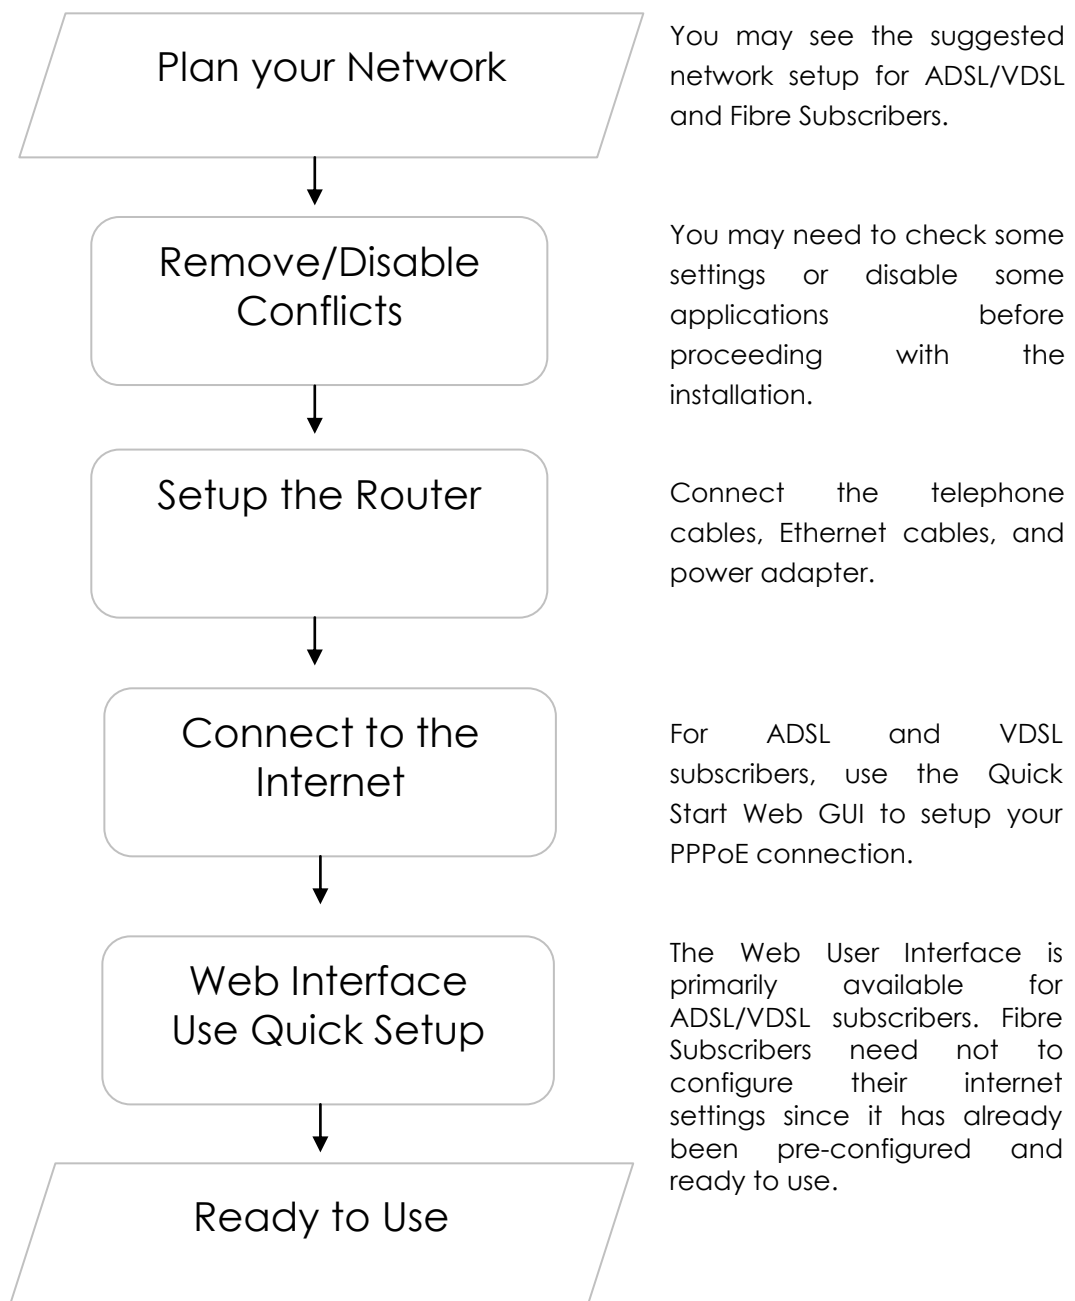 Plan your Network
You may see the suggested
network setup for ADSL/VDSL
and Fibre Subscribers.
Remove/Disable
Conflicts
You may need to check some
settings or disable some
applications before
proceeding with the
installation.
Setup the Router
Connect the telephone
cables, Ethernet cables, and
power adapter.
Connect to the
Internet
For ADSL and VDSL
subscribers, use the Quick
Start Web GUI to setup your
PPPoE connection.
Web Interface
Use Quick Setup
The Web User Interface is
primarily available for
ADSL/VDSL subscribers. Fibre
Subscribers need not to
configure their internet
settings since it has already
been pre-configured and
ready to use.
Ready to Use